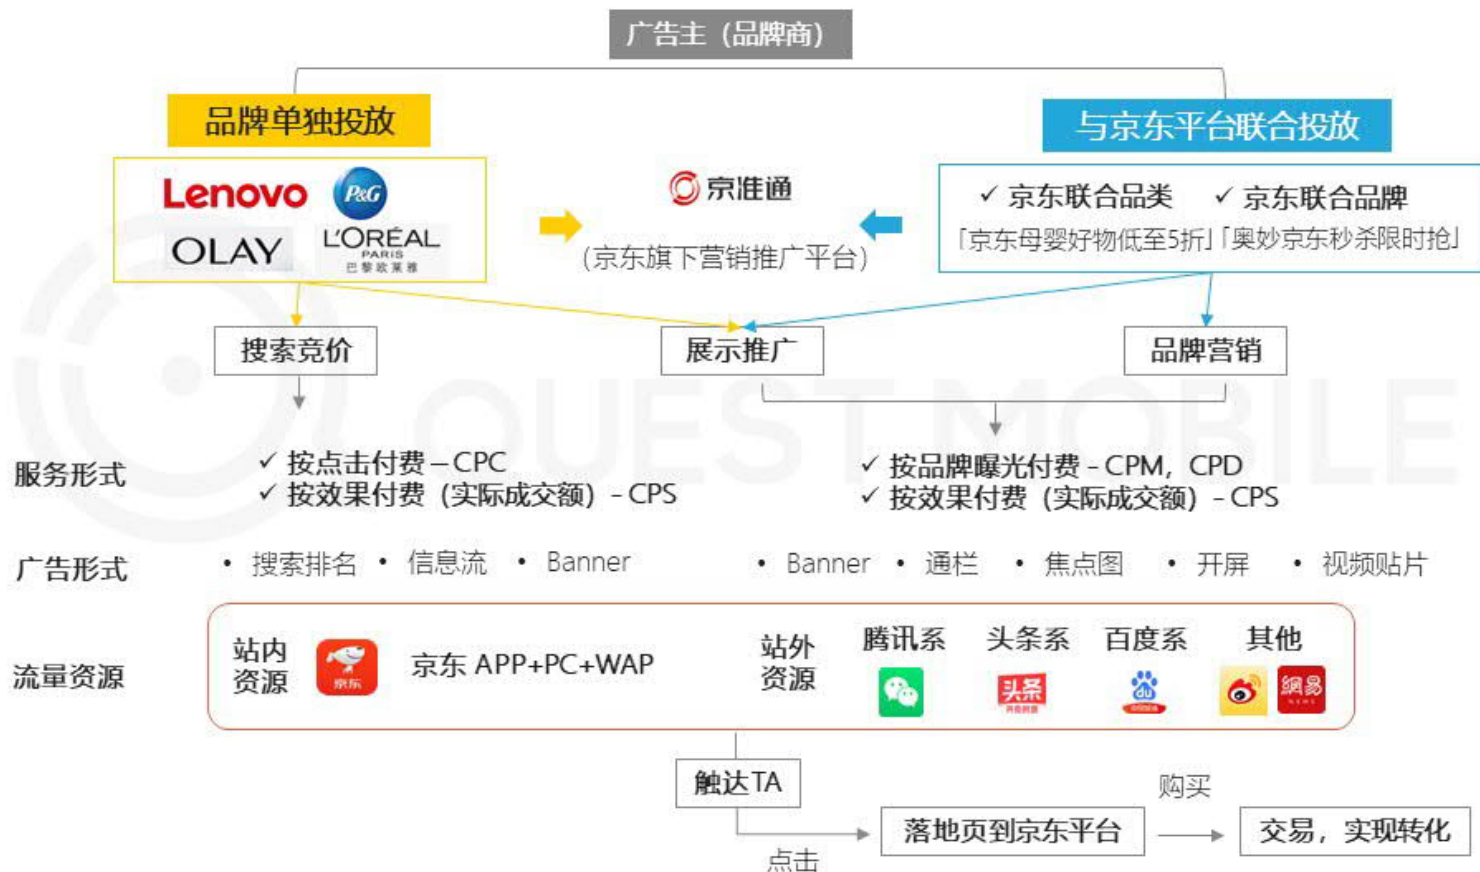 广告主（品牌商）
品牌单独投放
与京东平台联合投放
Lenovo
P&G
OLAY
L'ORÉAL
PARIS
巴黎欧莱雅
京准通
（京东旗下营销推广平台）
✓ 京东联合品类 ✓ 京东联合品牌
「京东母婴好物低至5折」「奥妙京东秒杀限时抢」
搜索竞价
展示推广
品牌营销
QUEST MOBILE
服务形式
✓ 按点击付费 – CPC
✓ 按效果付费（实际成交额）- CPS
✓ 按品牌曝光付费 - CPM，CPD
✓ 按效果付费（实际成交额）- CPS
广告形式
• 搜索排名 • 信息流 • Banner
• Banner • 通栏 • 焦点图 • 开屏 • 视频贴片
流量资源
站内
资源
京东
京东 APP+PC+WAP
站外
资源
腾讯系
头条系
头条
百度系
du
其他
網易
NEWS
触达TA
点击
落地页到京东平台
购买
交易，实现转化